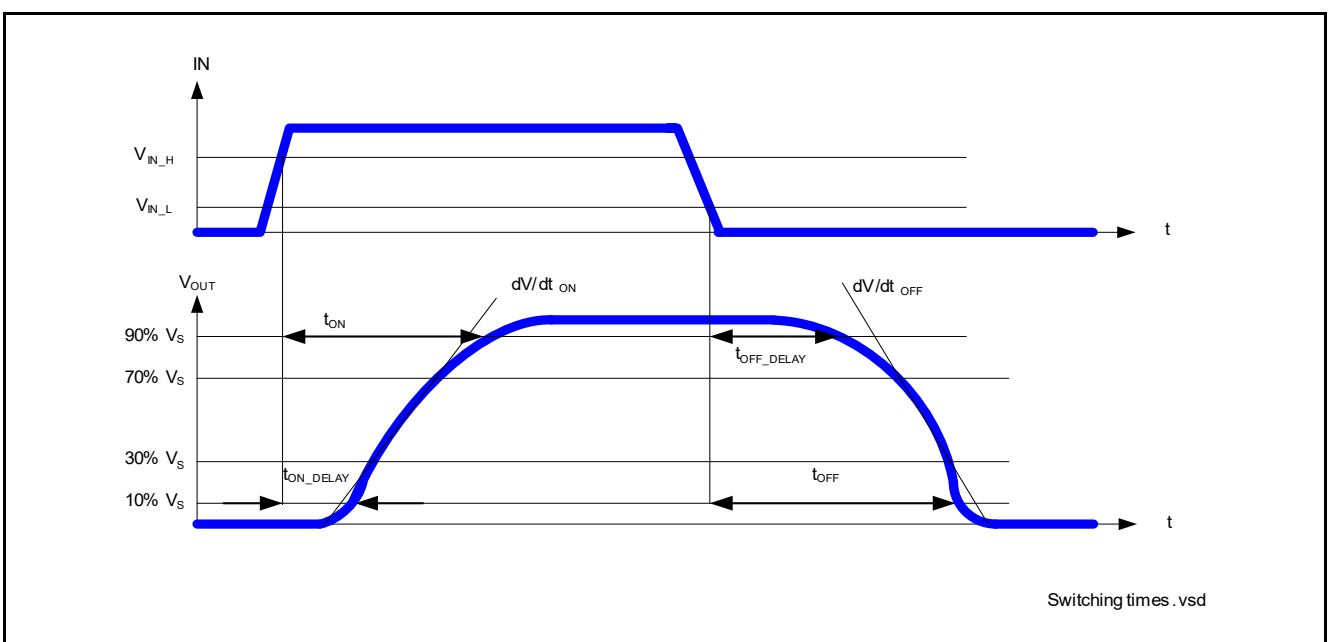 IN
V_IN_H
V_IN_L
t
V_OUT
dV/dt ON
dV/dt OFF
t_ON
90% V_S
t_OFF_DELAY
70% V_S
30% V_S
t_ON_DELAY
t_OFF
10% V_S
t
Switching times.vsd